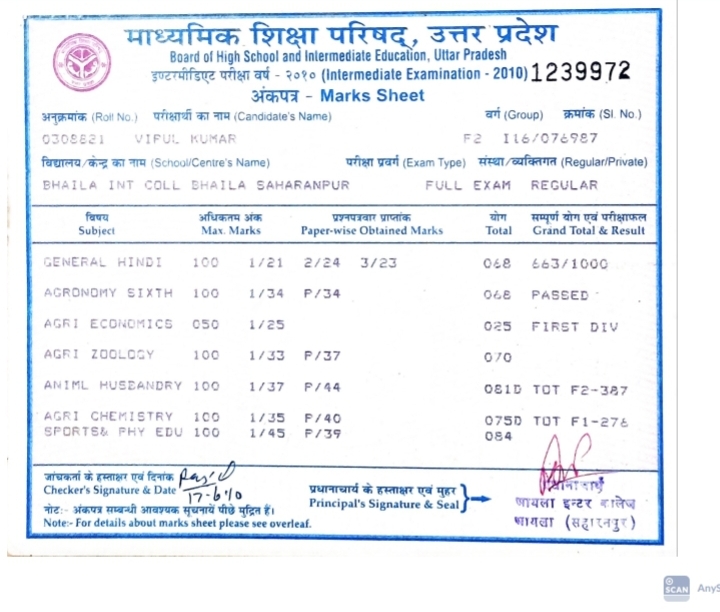 माध्यमिक शिक्षा परिषद्, उत्तर प्रदेश
Board of High School and Intermediate Education, Uttar Pradesh
इण्टरमीडिएट परीक्षा वर्ष - २०१० (Intermediate Examination - 2010) 1239972
अंकपत्र - Marks Sheet
अनुक्रमांक (Roll No.) परीक्षार्थी का नाम (Candidate's Name) वर्ग (Group) क्रमांक (Sl. No.)
0308821 VIPUL KUMAR F2 I16/076987
विद्यालय/केन्द्र का नाम (School/Centre's Name) परीक्षा प्रवर्ग (Exam Type) संस्था/व्यक्तिगत (Regular/Private)
BHAILA INT COLL BHAILA SAHARANPUR FULL EXAM REGULAR
विषय अधिकतम अंक प्रश्नपत्रवार प्राप्तांक योग सम्पूर्ण योग एवं परीक्षाफल
Subject Max. Marks Paper-wise Obtained Marks Total Grand Total & Result
GENERAL HINDI 100 1/21 2/24 3/23 068 663/1000
AGRONOMY SIXTH 100 1/34 P/34 068 PASSED
AGRI ECONOMICS 050 1/25 025 FIRST DIV
AGRI ZOOLOGY 100 1/33 P/37 070
ANIML HUSBANDRY 100 1/37 P/44 081D TOT F2-387
AGRI CHEMISTRY 100 1/35 P/40 075D TOT F1-276
SPORTS& PHY EDU 100 1/45 P/39 084
जांचकर्ता के हस्ताक्षर एवं दिनांक
Checker's Signature & Date 17-6-10
प्रधानाचार्य के हस्ताक्षर एवं मुहर
Principal's Signature & Seal
प्रधानाचार्य
भायला इन्टर कालेज
भायला (सहारनपुर)
नोट:- अंकपत्र सम्बन्धी आवश्यक सूचनायें पीछे मुद्रित हैं।
Note:- For details about marks sheet please see overleaf.
SCAN AnyS